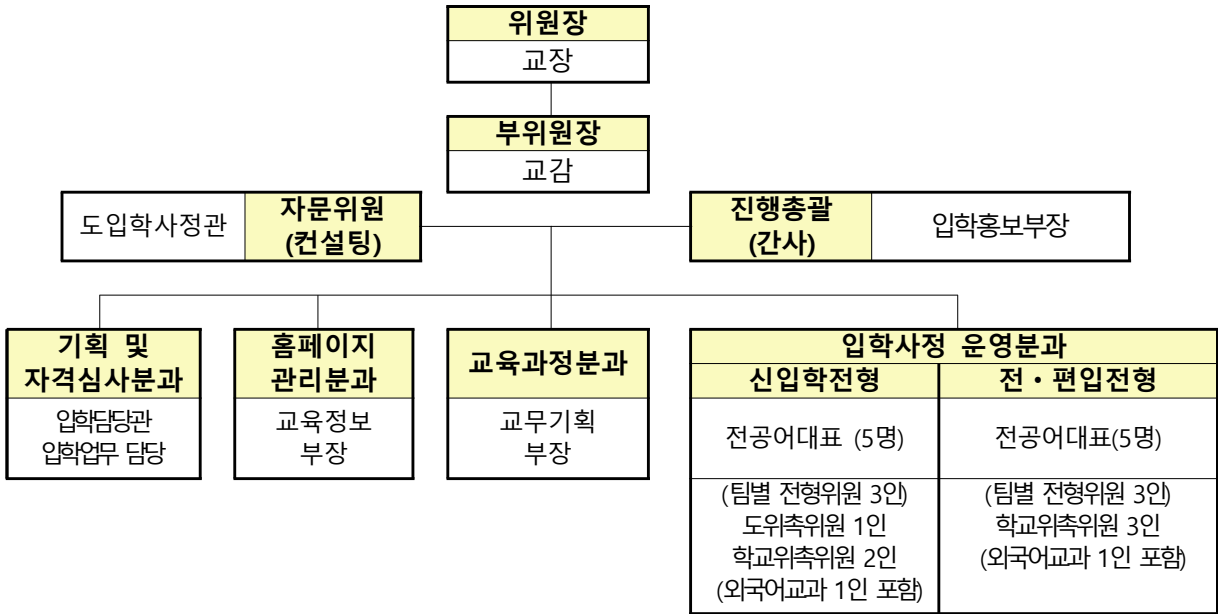 위원장
교장
부위원장
교감
도입학사정관
자문위원
(컨설팅)
진행총괄
(간사)
입학홍보부장
기획 및
자격심사분과
입학담당관
입학업무 담당
홈페이지
관리분과
교육정보
부장
교육과정분과
교무기획
부장
입학사정 운영분과
신입학전형
전・편입전형
전공어대표 (5명)
전공어대표(5명)
(팀별 전형위원 3인)
도위촉위원 1인
학교위촉위원 2인
(외국어교과 1인 포함)
(팀별 전형위원 3인)
학교위촉위원 3인
(외국어교과 1인 포함)